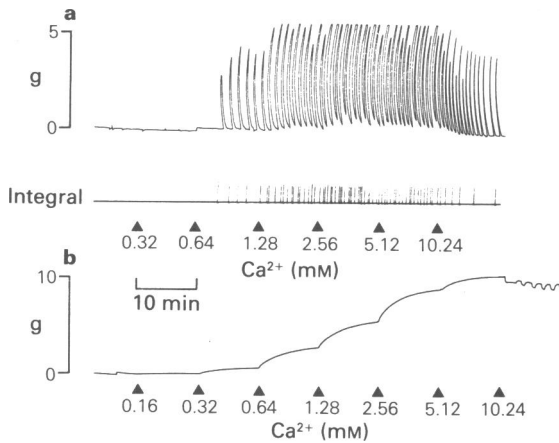 a
5
g
0
Integral
0.32 0.64 1.28 2.56 5.12 10.24
Ca²⁺ (mM)
b
10
10 min
g
0
0.16 0.32 0.64 1.28 2.56 5.12 10.24
Ca²⁺ (mM)